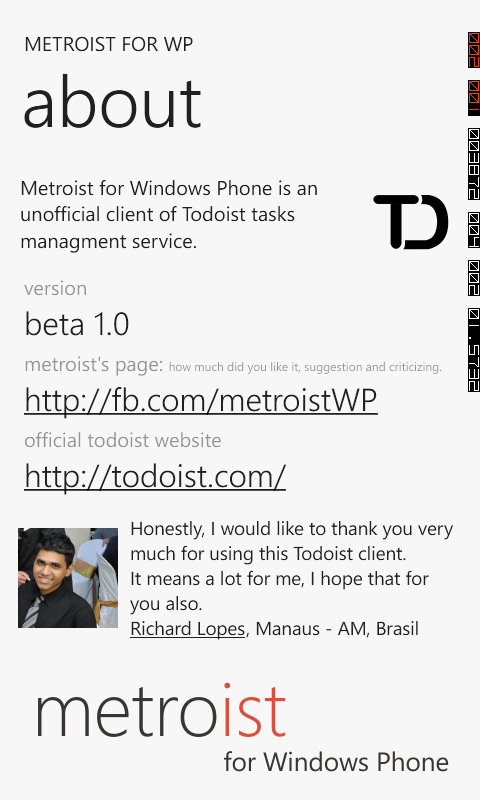 METROIST FOR WP
about
Metroist for Windows Phone is an
unofficial client of Todoist tasks
managment service.
TD
version
beta 1.0
metroist's page: how much did you like it, suggestion and criticizing.
http://fb.com/metroistWP
official todoist website
http://todoist.com/
Honestly, I would like to thank you very
much for using this Todoist client.
It means a lot for me, I hope that for
you also.
Richard Lopes, Manaus - AM, Brasil
metroist
for Windows Phone